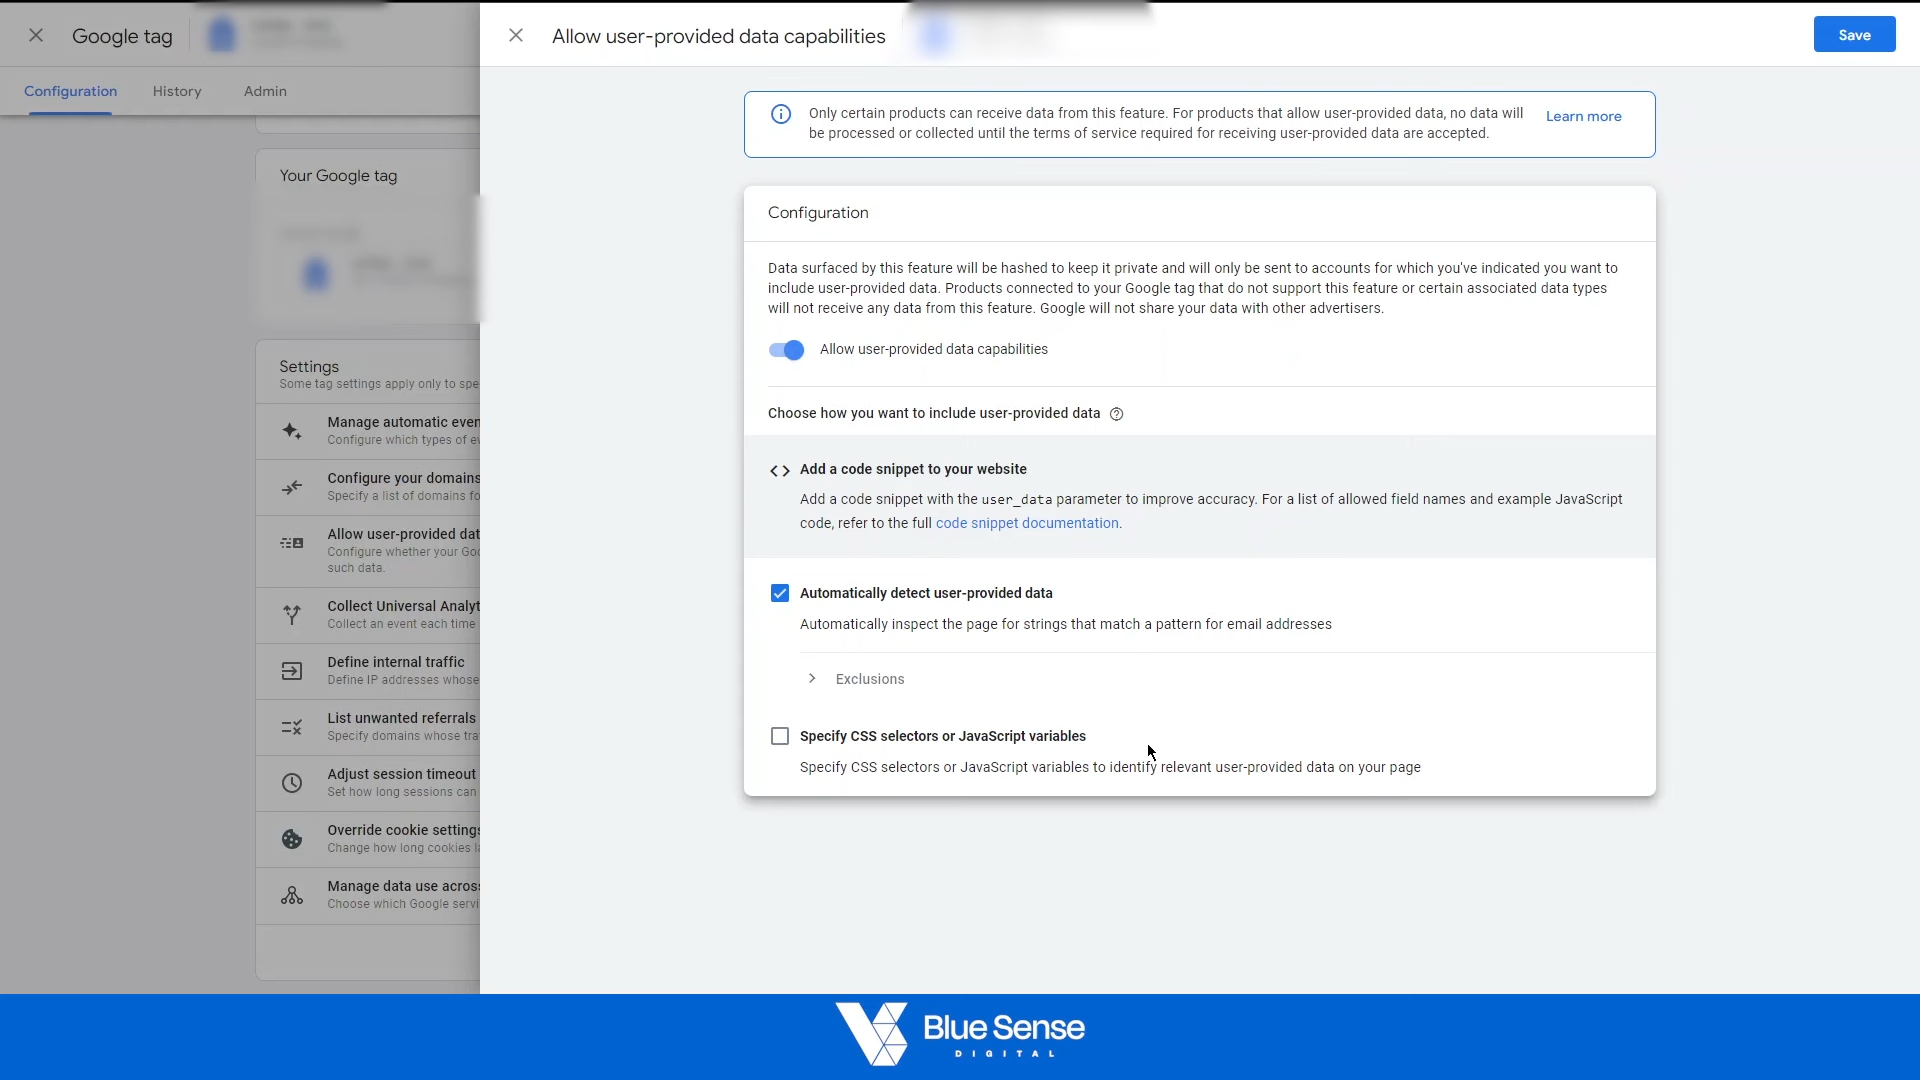 Google tag
Configuration
History
Admin
Your Google tag
Settings
Some tag settings apply only to spe
Manage automatic even
Configure which types of ev
Configure your domains
Specify a list of domains fo
Allow user-provided dat
Configure whether your Goo
such data.
Collect Universal Analyt
Collect an event each time
Define internal traffic
Define IP addresses whose
List unwanted referrals
Specify domains whose tra
Adjust session timeout
Set how long sessions can
Override cookie settings
Change how long cookies l
Manage data use across
Choose which Google servi
Allow user-provided data capabilities
Save
Only certain products can receive data from this feature. For products that allow user-provided data, no data will
be processed or collected until the terms of service required for receiving user-provided data are accepted.
Learn more
Configuration
Data surfaced by this feature will be hashed to keep it private and will only be sent to accounts for which you've indicated you want to
include user-provided data. Products connected to your Google tag that do not support this feature or certain associated data types
will not receive any data from this feature. Google will not share your data with other advertisers.
Allow user-provided data capabilities
Choose how you want to include user-provided data
Add a code snippet to your website
Add a code snippet with the user_data parameter to improve accuracy. For a list of allowed field names and example JavaScript
code, refer to the full code snippet documentation.
Automatically detect user-provided data
Automatically inspect the page for strings that match a pattern for email addresses
Exclusions
Specify CSS selectors or JavaScript variables
Specify CSS selectors or JavaScript variables to identify relevant user-provided data on your page
Blue Sense
DIGITAL